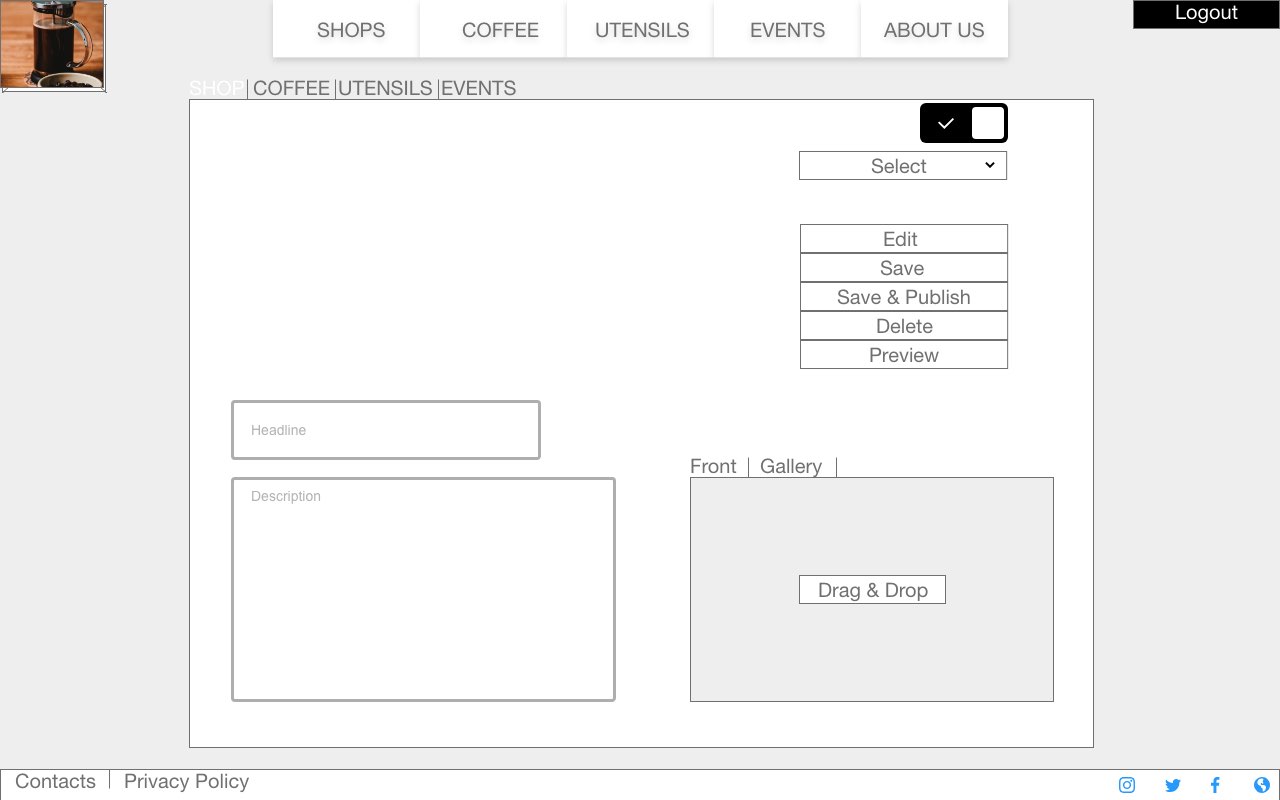 SHOPS COFFEE UTENSILS EVENTS ABOUT US Logout
SHOP COFFEE UTENSILS EVENTS
Select
Edit
Save
Save & Publish
Delete
Preview
Headline
Description
Front Gallery
Drag & Drop
Contacts Privacy Policy